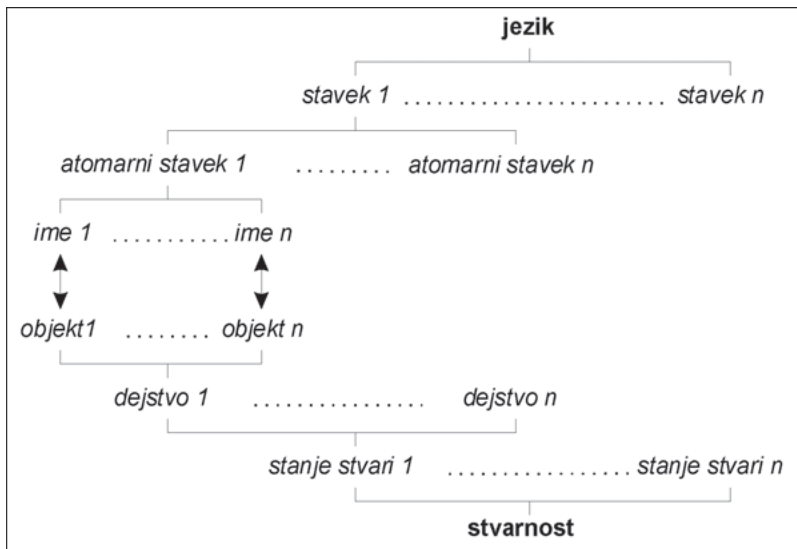 jezik
stavek 1 ........................ stavek n
atomarni stavek 1 ......... atomarni stavek n
ime 1 ........... ime n
objekt1 ........ objekt n
dejstvo 1 ................ dejstvo n
stanje stvari 1 ................. stanje stvari n
stvarnost